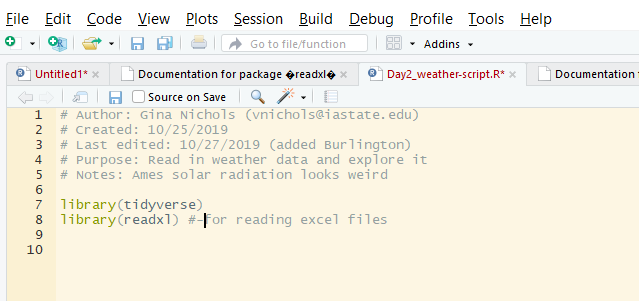 File Edit Code View Plots Session Build Debug Profile Tools Help
Go to file/function Addins
Untitled1* Documentation for package �readxl� Day2_weather-script.R* Documentation
Source on Save
1 # Author: Gina Nichols (vnichols@iastate.edu)
2 # Created: 10/25/2019
3 # Last edited: 10/27/2019 (added Burlington)
4 # Purpose: Read in weather data and explore it
5 # Notes: Ames solar radiation looks weird
6
7 library(tidyverse)
8 library(readxl) #-for reading excel files
9
10